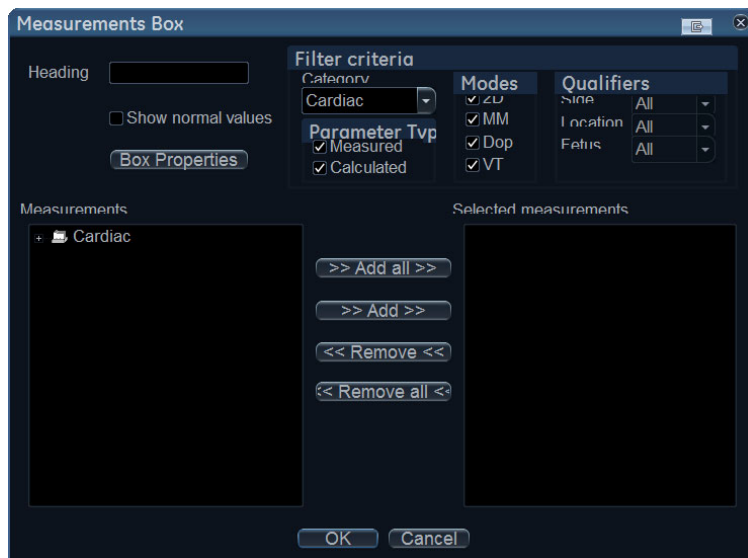 Measurements Box
Heading
Show normal values
Box Properties
Filter criteria
Category
Cardiac
Parameter Typ
Measured
Calculated
Modes
2D
MM
Dop
VT
Qualifiers
Side All
Location All
Fetus All
Measurements
Cardiac
>> Add all >>
>> Add >>
<< Remove <<
<< Remove all <<
Selected measurements
OK Cancel